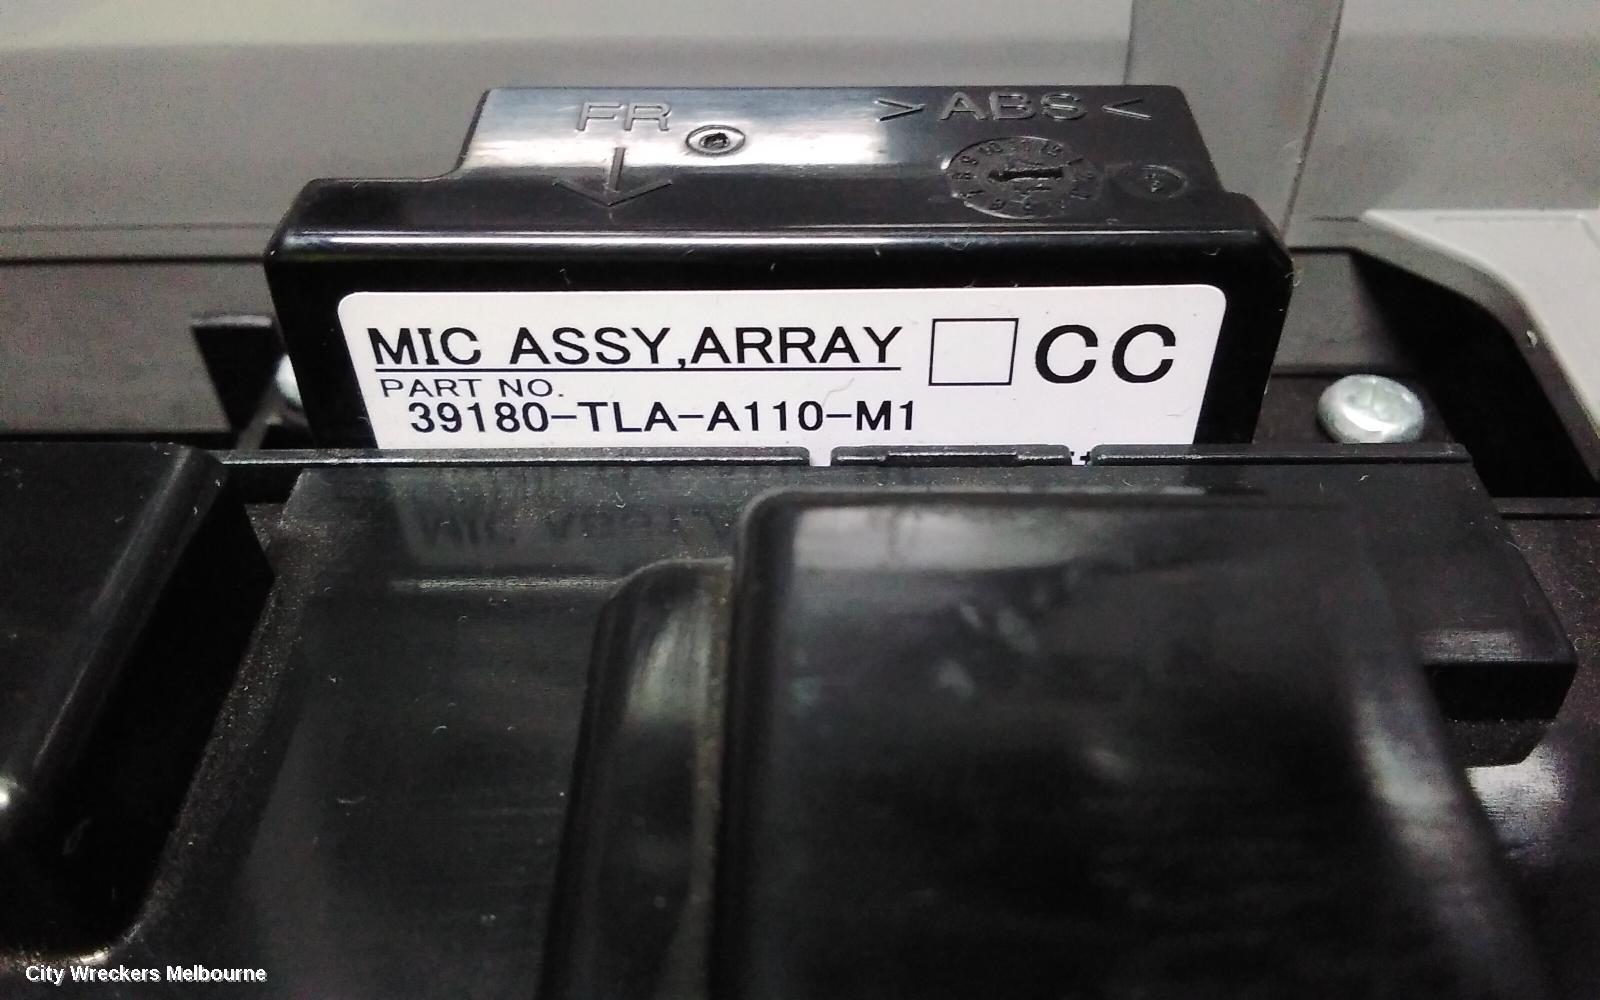 FR > ABS <
MIC ASSY,ARRAY CC
PART NO.
39180-TLA-A110-M1
City Wreckers Melbourne